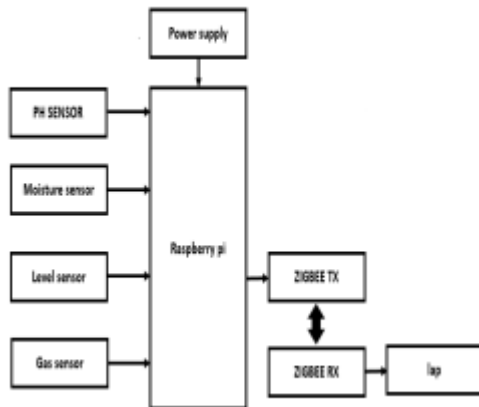 Power supply
PH SENSOR
Moisture sensor
Raspberry pi
Level sensor
ZIGBEE TX
Gas sensor
ZIGBEE RX
lap